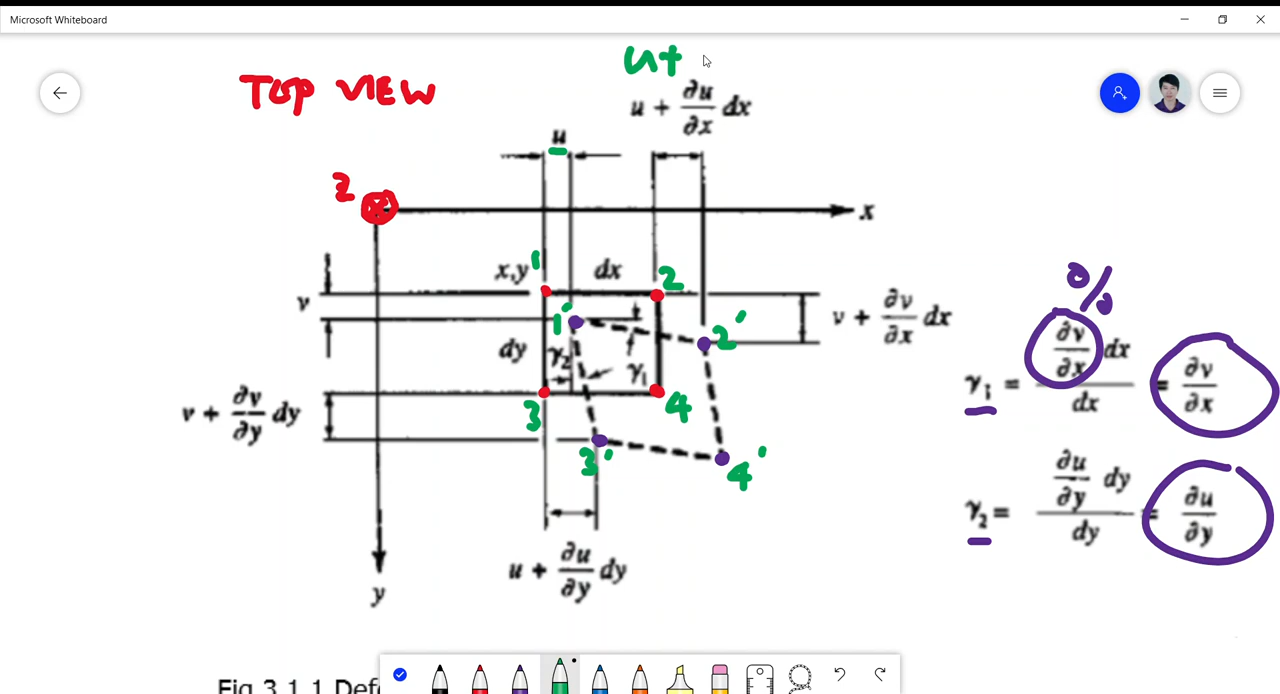 Microsoft Whiteboard
TOP VIEW
u+
u + ∂u/∂x dx
u
z
x
x,y
1
dx
2
v
1'
2'
v + ∂v/∂x dx
%
dy
γ2
γ1
γ1 = ∂v/∂x dx / dx = ∂v/∂x
v + ∂v/∂y dy
3
4
3'
4'
γ2 = ∂u/∂y dy / dy = ∂u/∂y
u + ∂u/∂y dy
y
Fig 3.1.1 Def